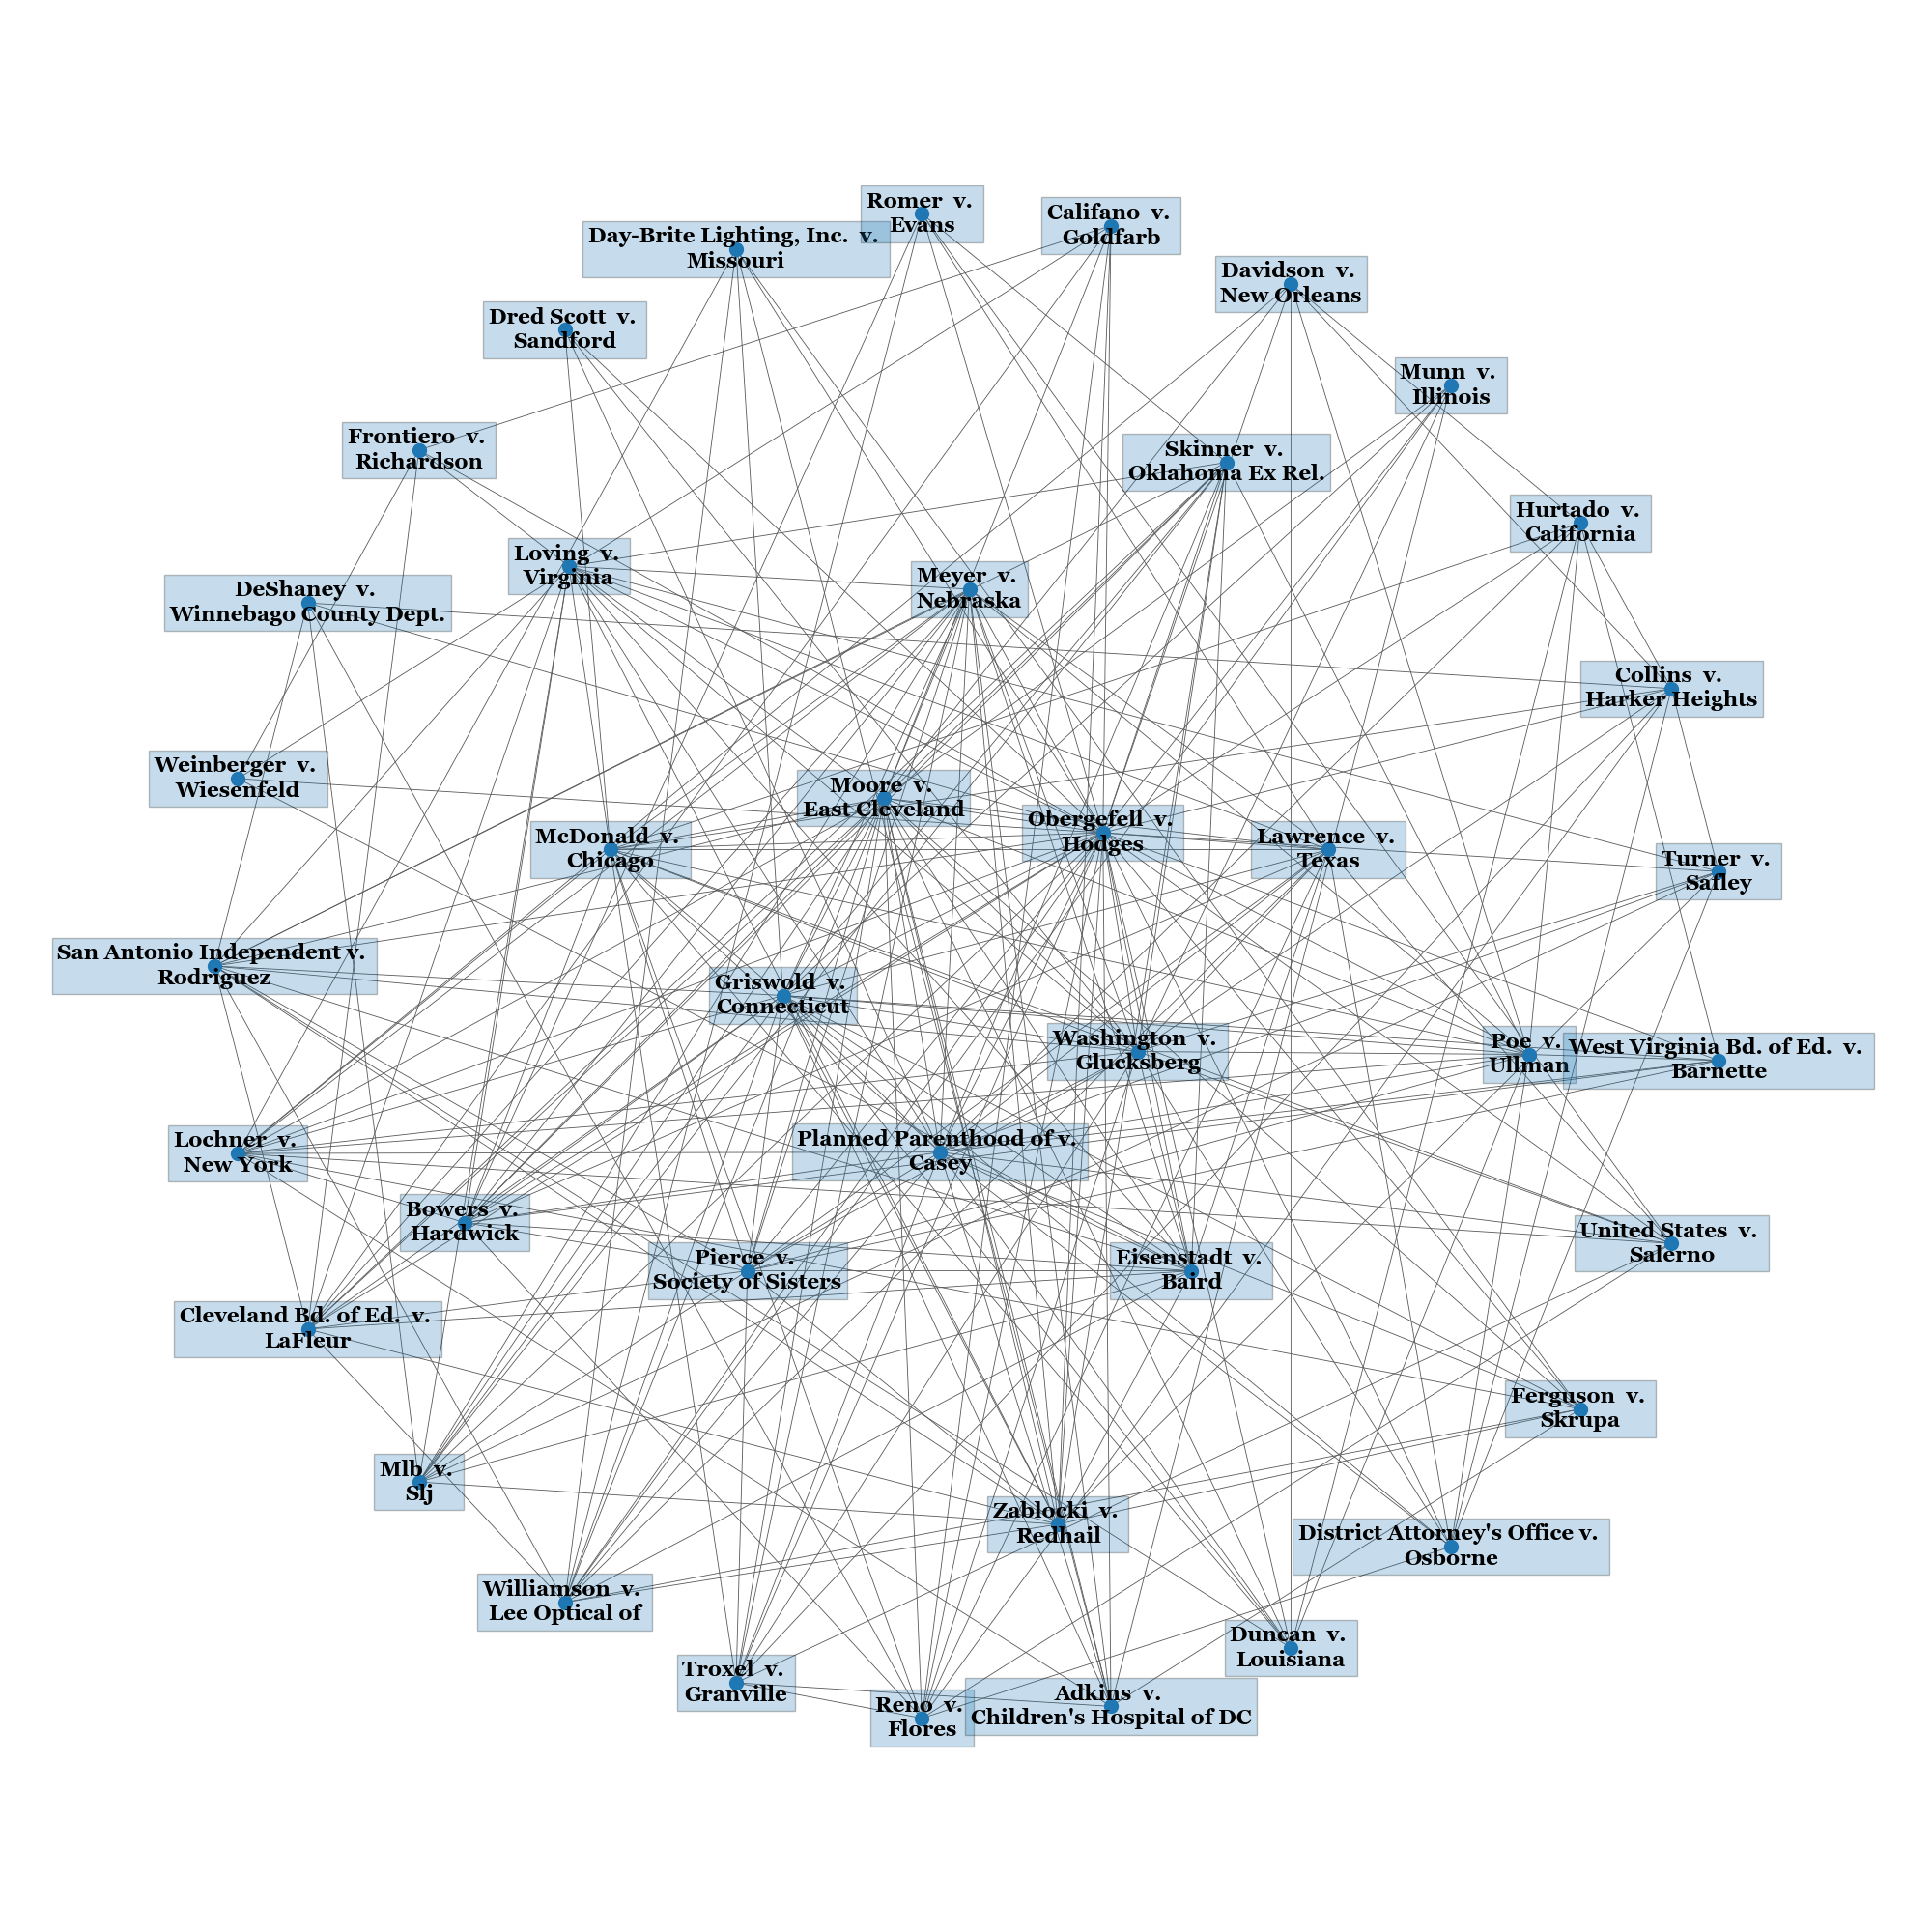 Romer v.
Evans
Califano v.
Goldfarb
Day-Brite Lighting, Inc. v.
Missouri
Davidson v.
New Orleans
Dred Scott v.
Sandford
Munn v.
Illinois
Frontiero v.
Richardson
Skinner v.
Oklahoma Ex Rel.
Hurtado v.
California
Loving v.
Virginia
Meyer v.
Nebraska
DeShaney v.
Winnebago County Dept.
Collins v.
Harker Heights
Weinberger v.
Wiesenfeld
Moore v.
East Cleveland
Obergefell v.
Hodges
McDonald v.
Chicago
Lawrence v.
Texas
Turner v.
Safley
San Antonio Independent v.
Rodriguez
Griswold v.
Connecticut
Washington v.
Glucksberg
Poe v.
Ullman
West Virginia Bd. of Ed. v.
Barnette
Lochner v.
New York
Planned Parenthood of v.
Casey
Bowers v.
Hardwick
United States v.
Salerno
Pierce v.
Society of Sisters
Eisenstadt v.
Baird
Cleveland Bd. of Ed. v.
LaFleur
Ferguson v.
Skrupa
Mlb v.
Slj
Zablocki v.
Redhail
District Attorney's Office v.
Osborne
Williamson v.
Lee Optical of
Duncan v.
Louisiana
Troxel v.
Granville
Reno v.
Flores
Adkins v.
Children's Hospital of DC